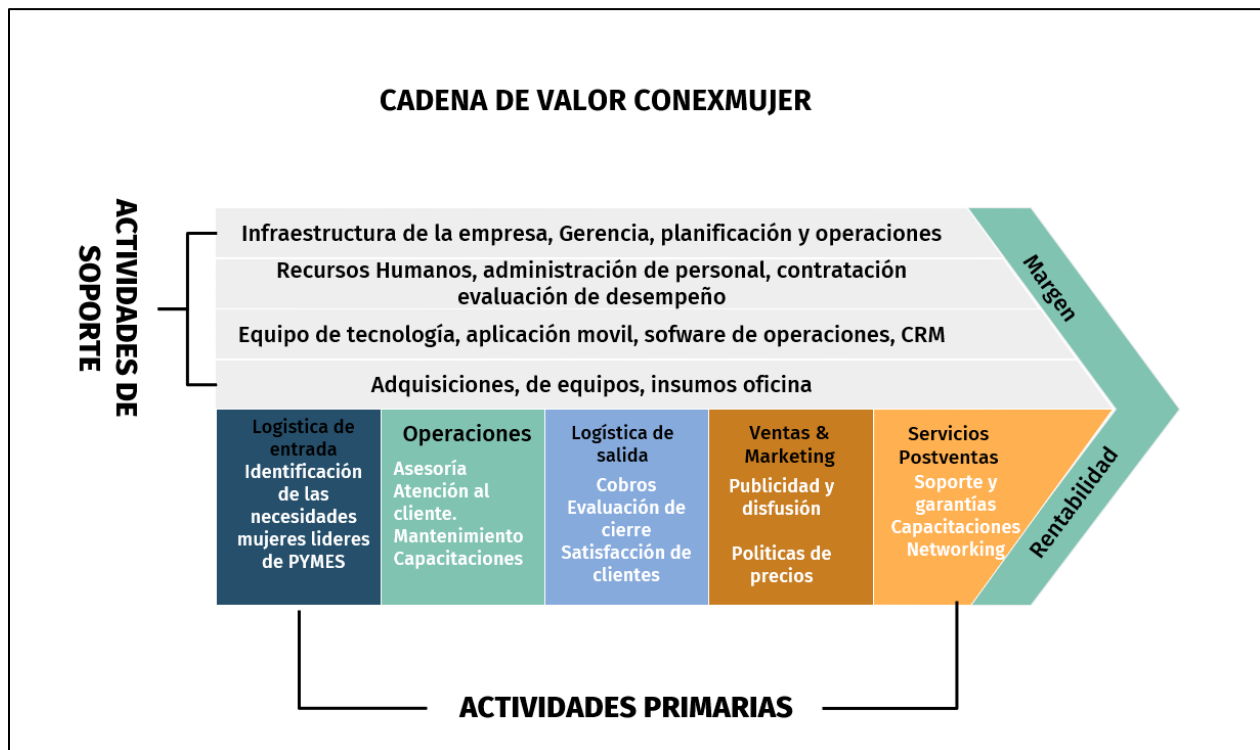 CADENA DE VALOR CONEXMUJER
ACTIVIDADES DE
SOPORTE
Infraestructura de la empresa, Gerencia, planificación y operaciones
Recursos Humanos, administración de personal, contratación
evaluación de desempeño
Equipo de tecnología, aplicación movil, sofware de operaciones, CRM
Adquisiciones, de equipos, insumos oficina
Margen
Rentabilidad
Logistica de
entrada
Identificación
de las
necesidades
mujeres lideres
de PYMES
Operaciones
Asesoría
Atención al
cliente.
Mantenimiento
Capacitaciones
Logística de
salida
Cobros
Evaluación de
cierre
Satisfacción de
clientes
Ventas &
Marketing
Publicidad y
disfusión
Politicas de
precios
Servicios
Postventas
Soporte y
garantías
Capacitaciones
Networking
ACTIVIDADES PRIMARIAS